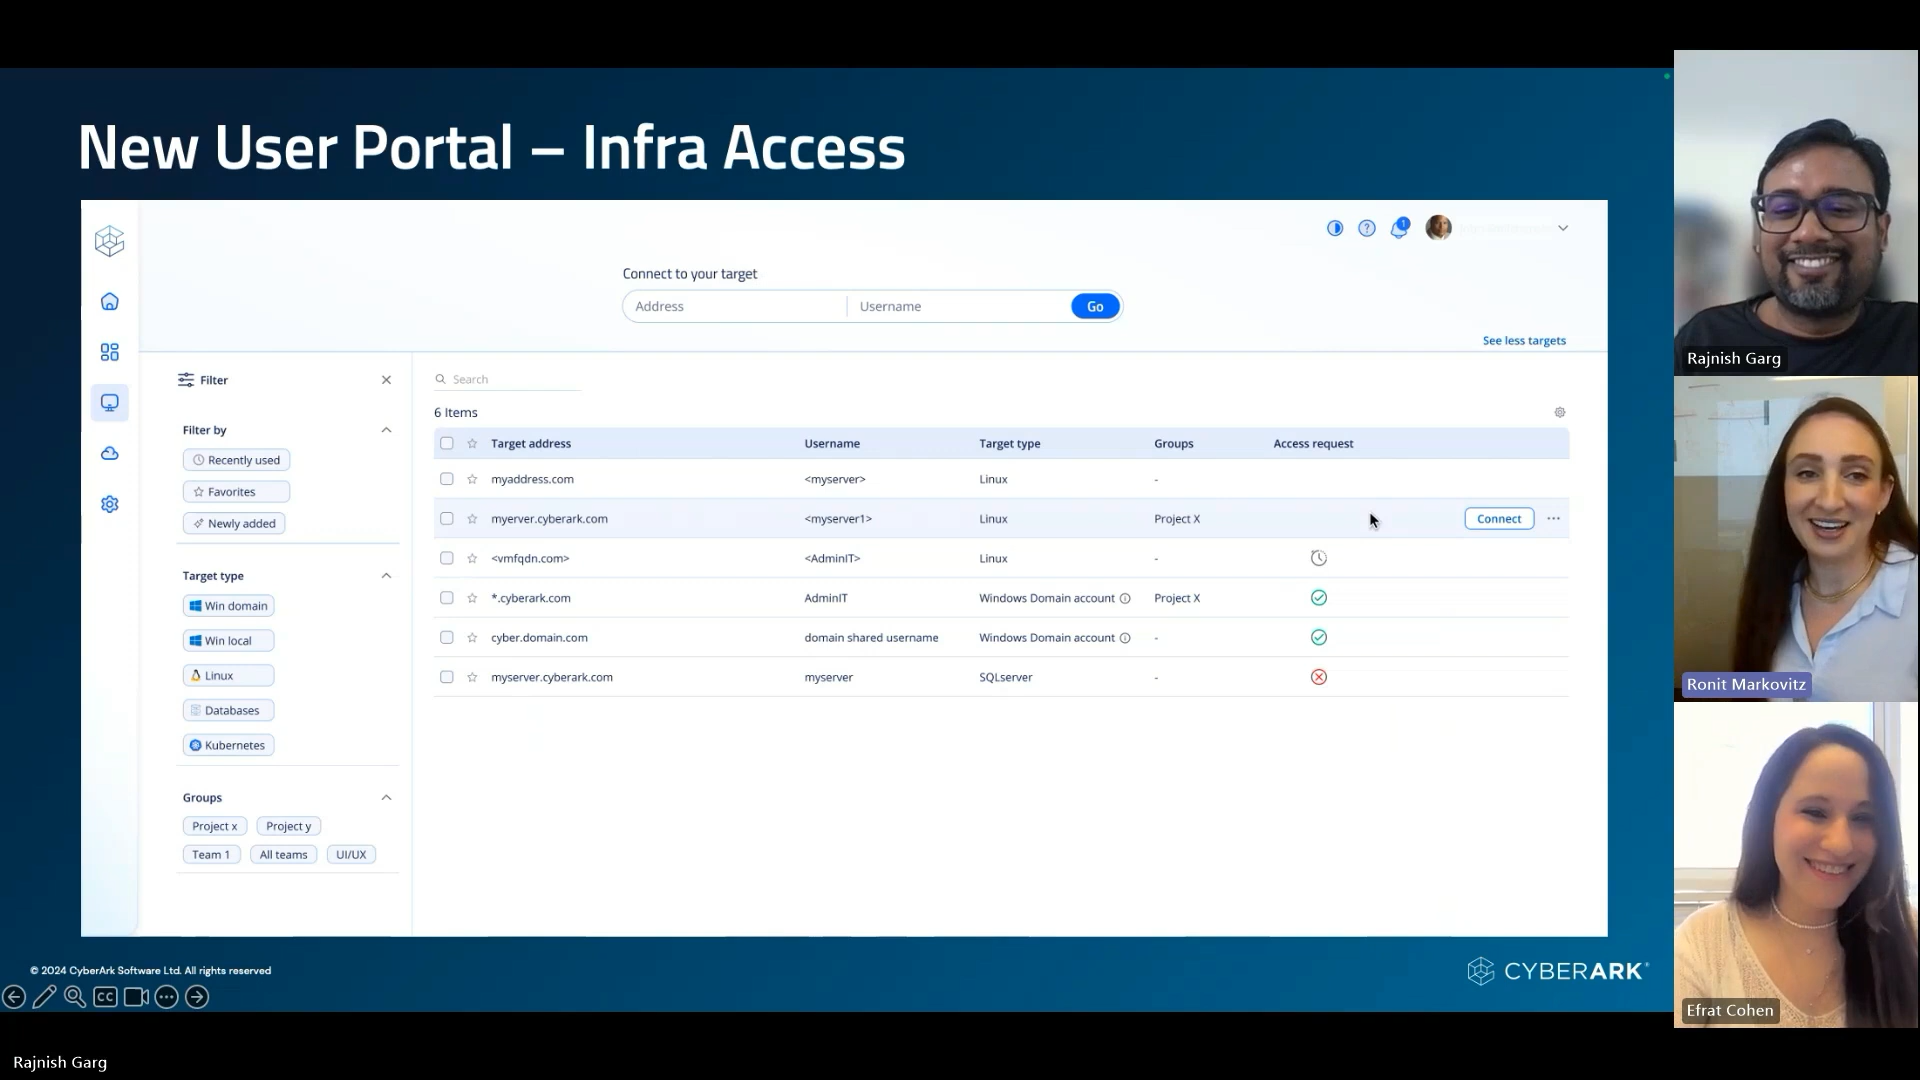 New User Portal – Infra Access
1
Connect to your target
Address Username Go
See less targets
Filter
Filter by
Recently used
Favorites
Newly added
Target type
Win domain
Win local
Linux
Databases
Kubernetes
Groups
Project x Project y
Team 1 All teams UI/UX
Search
6 Items
Target address Username Target type Groups Access request
myaddress.com <myserver> Linux -
myerver.cyberark.com <myserver1> Linux Project X Connect ...
<vmfqdn.com> <AdminIT> Linux -
*.cyberark.com AdminIT Windows Domain account Project X
cyber.domain.com domain shared username Windows Domain account -
myserver.cyberark.com myserver SQLserver -
© 2024 CyberArk Software Ltd. All rights reserved
CYBERARK®
CC
Rajnish Garg
Ronit Markovitz
Efrat Cohen
Rajnish Garg